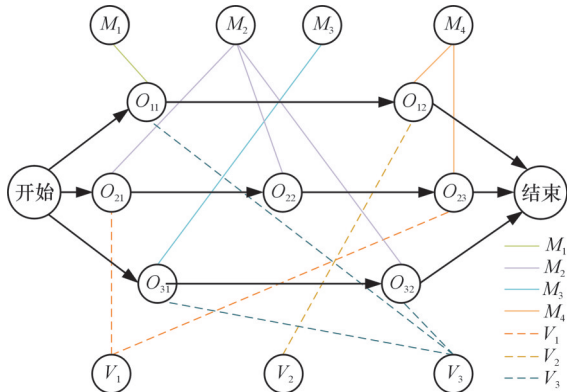 M₁ M₂ M₃ M₄
O₁₁ O₁₂
开始 O₂₁ O₂₂ O₂₃ 结束
O₃₁ O₃₂
V₁ V₂ V₃
M₁
M₂
M₃
M₄
V₁
V₂
V₃